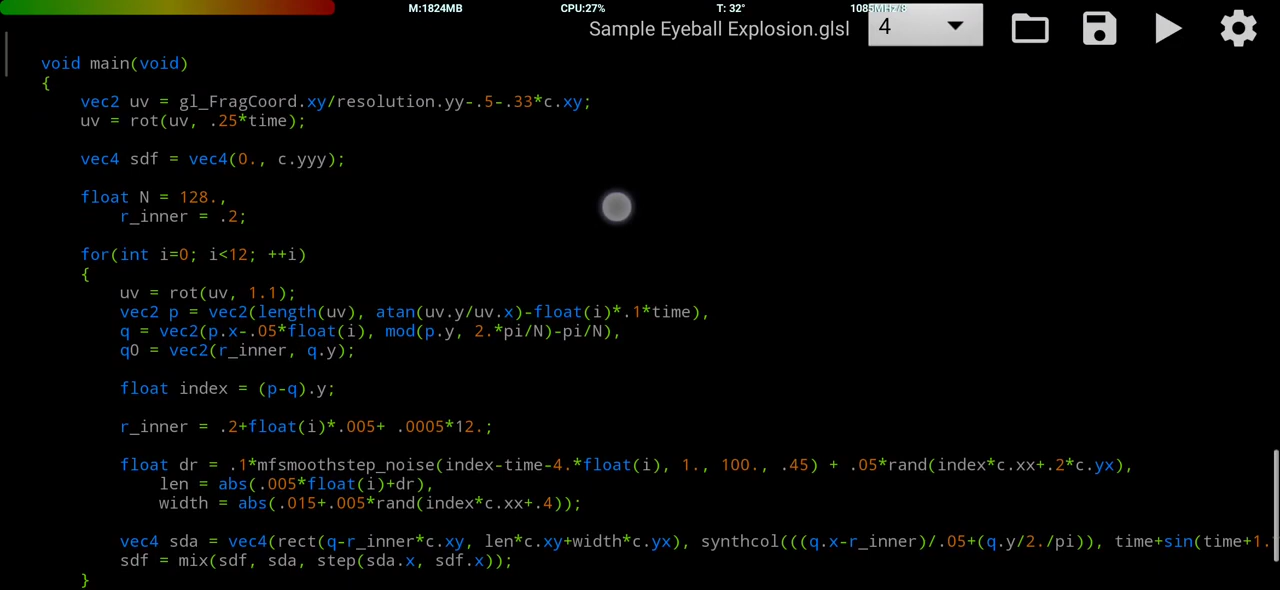 M:1824MB CPU:27% T: 32° 1085MHz/8
Sample Eyeball Explosion.glsl 4
void main(void)
{
vec2 uv = gl_FragCoord.xy/resolution.yy-.5-.33*c.xy;
uv = rot(uv, .25*time);
vec4 sdf = vec4(0., c.yyy);
float N = 128.,
r_inner = .2;
for(int i=0; i<12; ++i)
{
uv = rot(uv, 1.1);
vec2 p = vec2(length(uv), atan(uv.y/uv.x)-float(i)*.1*time),
q = vec2(p.x-.05*float(i), mod(p.y, 2.*pi/N)-pi/N),
q0 = vec2(r_inner, q.y);
float index = (p-q).y;
r_inner = .2+float(i)*.005+ .0005*12.;
float dr = .1*mfsmoothstep_noise(index-time-4.*float(i), 1., 100., .45) + .05*rand(index*c.xx+.2*c.yx),
len = abs(.005*float(i)+dr),
width = abs(.015+.005*rand(index*c.xx+.4));
vec4 sda = vec4(rect(q-r_inner*c.xy, len*c.xy+width*c.yx), synthcol(((q.x-r_inner)/.05+(q.y/2./pi)), time+sin(time+1.
sdf = mix(sdf, sda, step(sda.x, sdf.x));
}